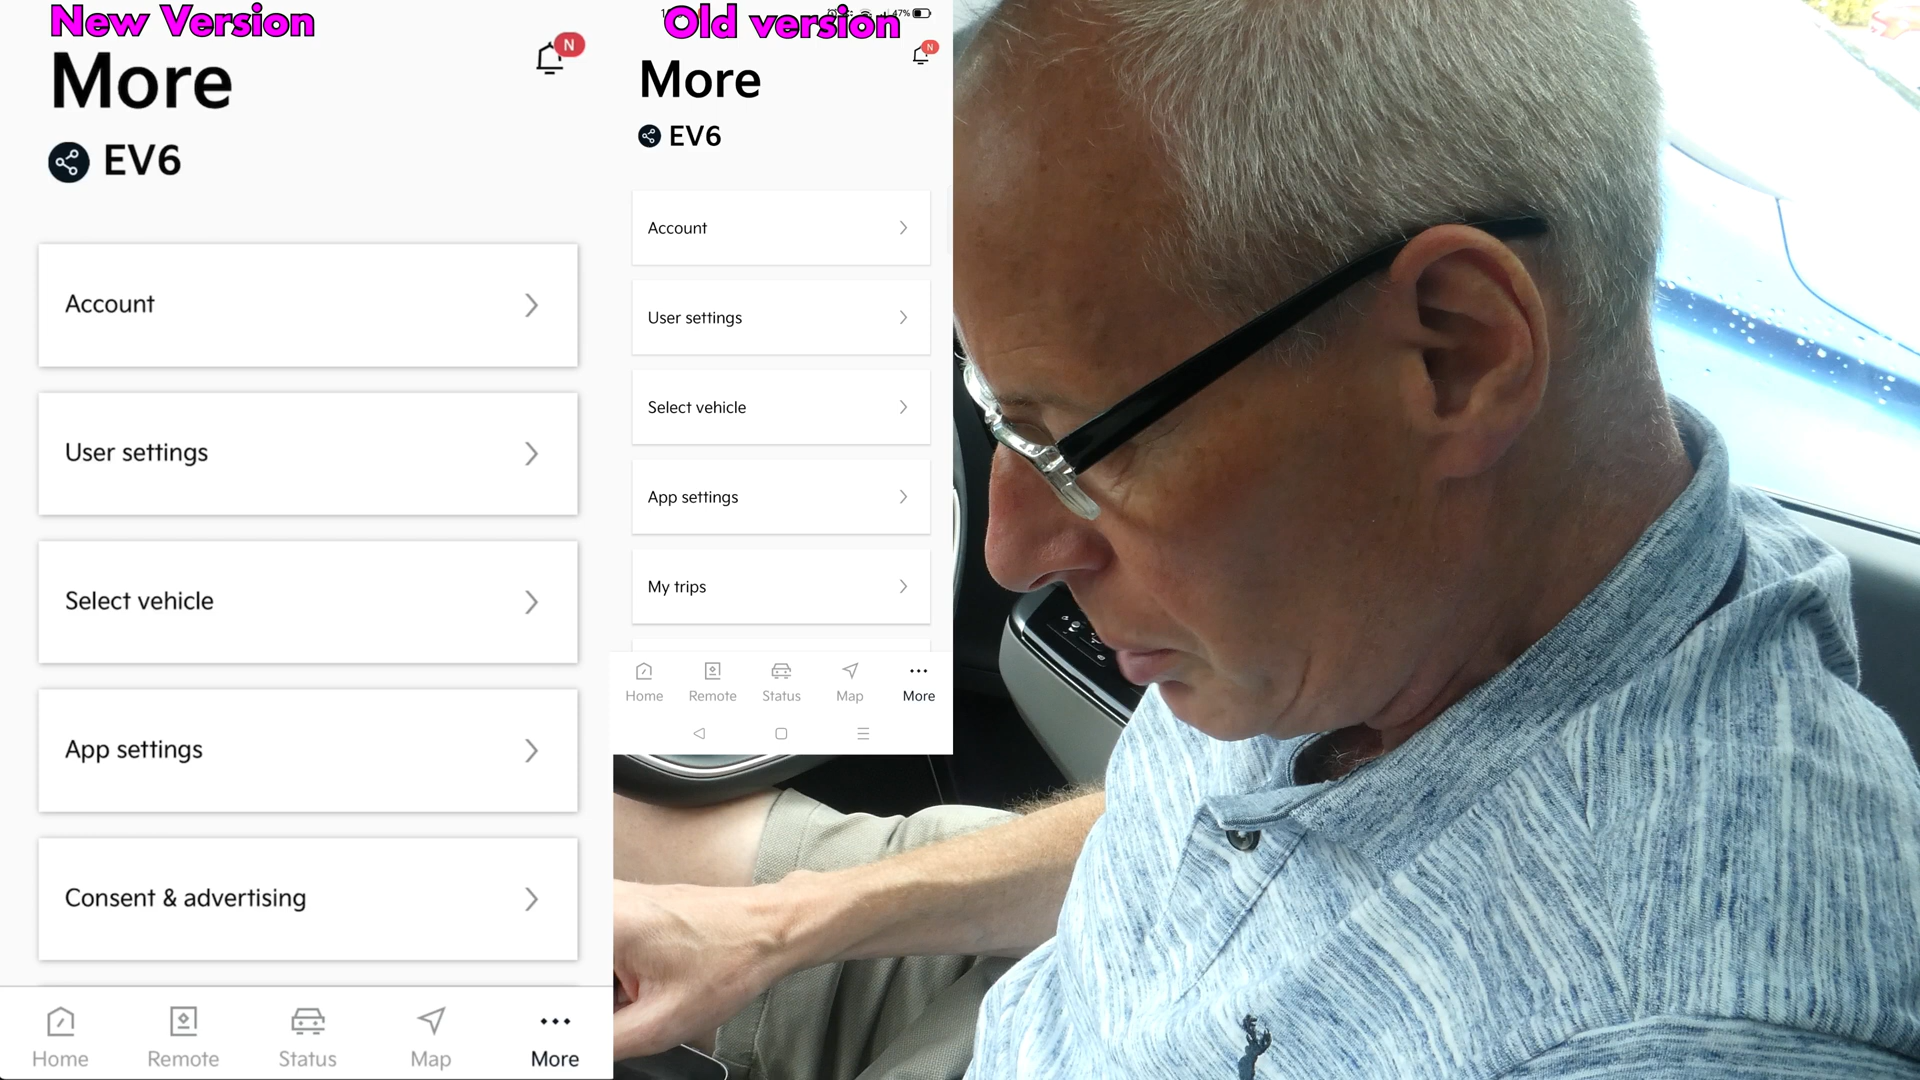 New Version
More
N
EV6
Account
User settings
Select vehicle
App settings
Consent & advertising
Home
Remote
Status
Map
More
Old version
47%
More
N
EV6
Account
User settings
Select vehicle
App settings
My trips
Home
Remote
Status
Map
More